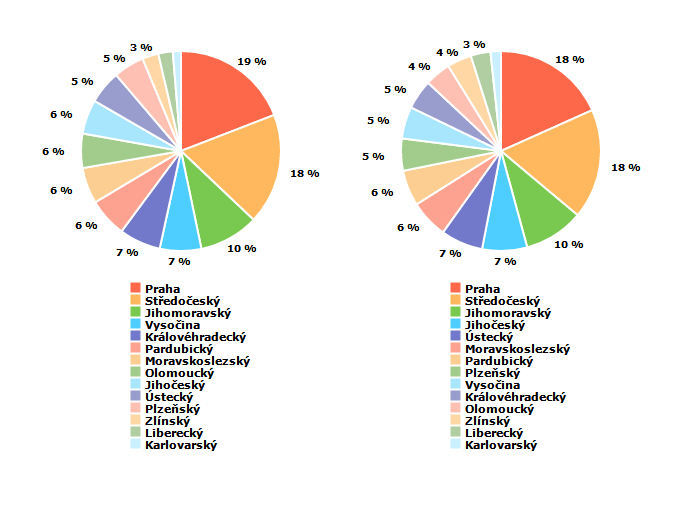 3 %
5 %
5 %
6 %
6 %
6 %
6 %
7 %
7 %
10 %
18 %
19 %
Praha
Středočeský
Jihomoravský
Vysočina
Královéhradecký
Pardubický
Moravskoslezský
Olomoucký
Jihočeský
Ústecký
Plzeňský
Zlínský
Liberecký
Karlovarský
3 %
4 %
4 %
5 %
5 %
5 %
6 %
6 %
7 %
7 %
10 %
18 %
18 %
Praha
Středočeský
Jihomoravský
Jihočeský
Ústecký
Moravskoslezský
Pardubický
Plzeňský
Vysočina
Královéhradecký
Olomoucký
Zlínský
Liberecký
Karlovarský